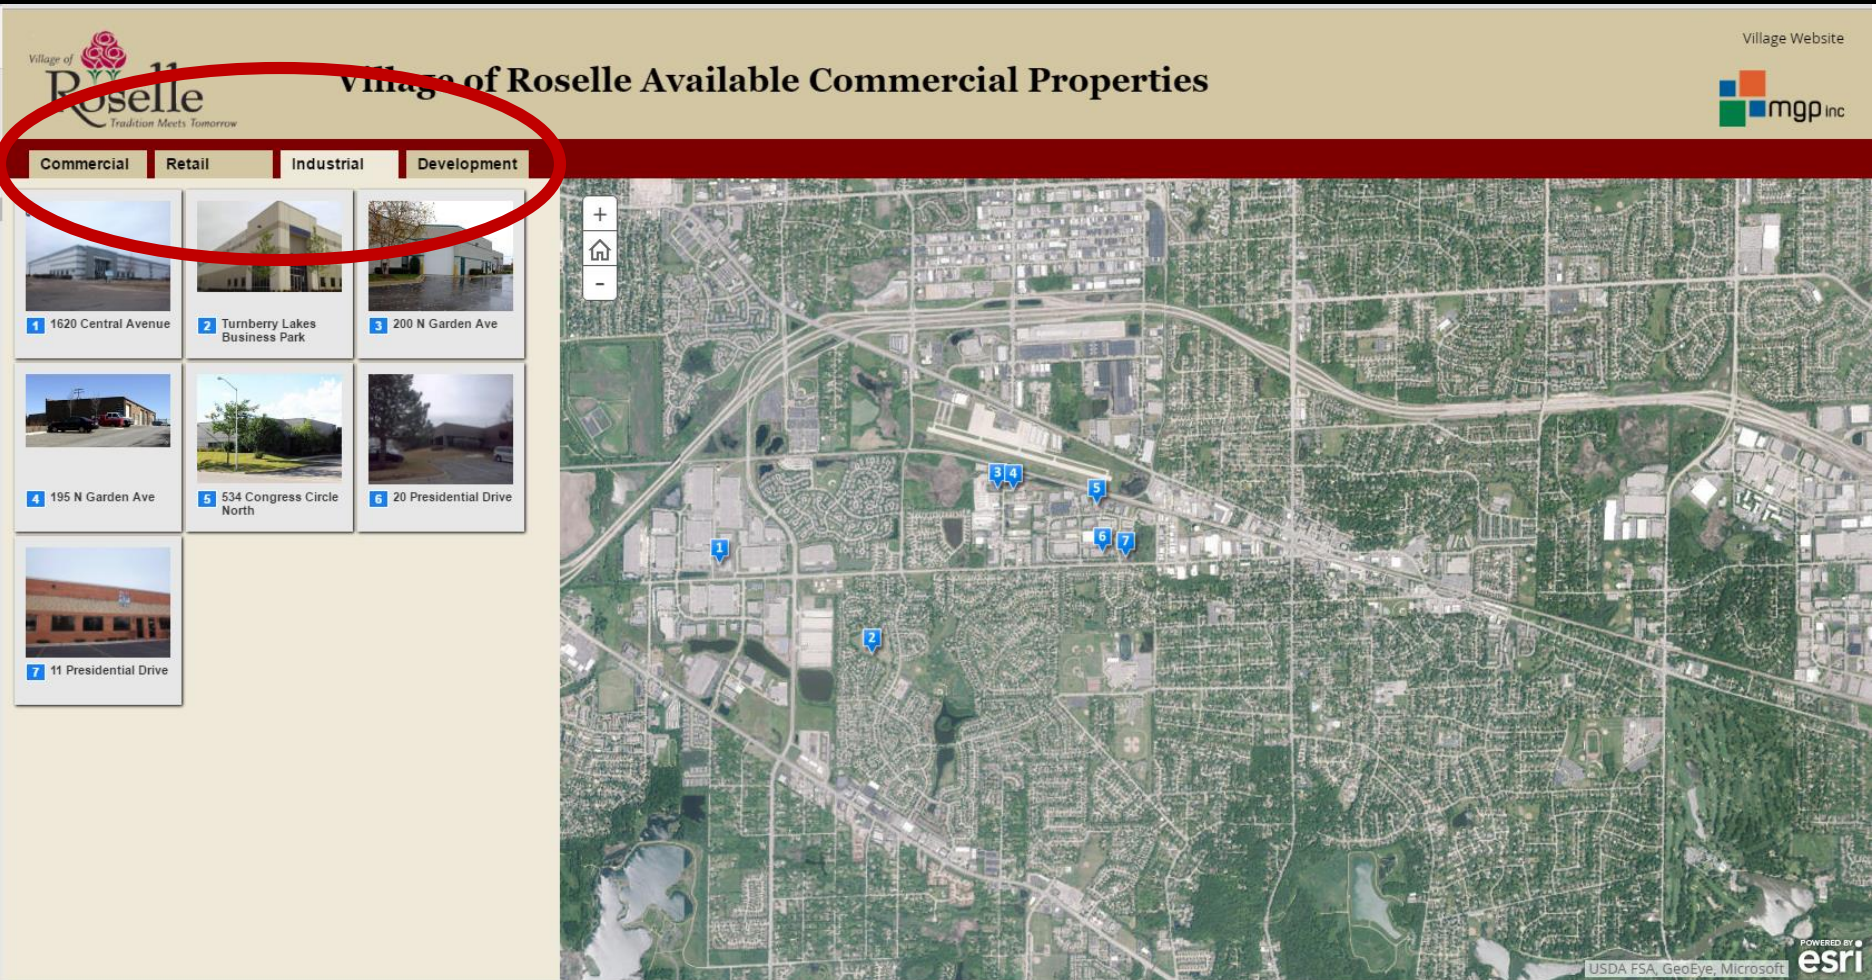 Village Website
Village of
Roselle
Tradition Meets Tomorrow
Village of Roselle Available Commercial Properties
mgp inc
Commercial
Retail
Industrial
Development
+
-
1 1620 Central Avenue
2 Turnberry Lakes
Business Park
3 200 N Garden Ave
4 195 N Garden Ave
5 534 Congress Circle
North
6 20 Presidential Drive
7 11 Presidential Drive
3
4
5
6
7
1
2
POWERED BY
esri
USDA FSA, GeoEye, Microsoft